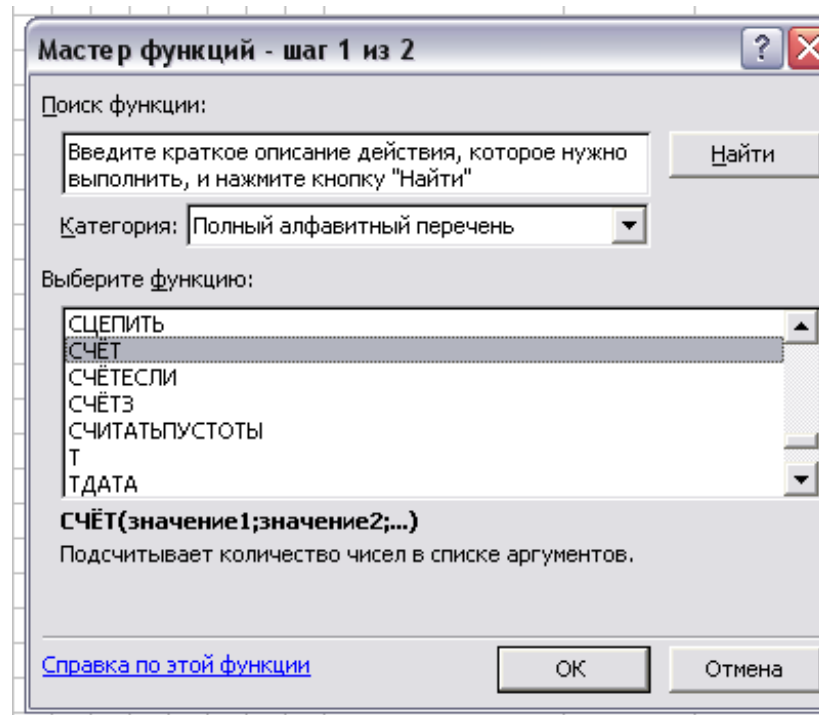 Мастер функций - шаг 1 из 2
Поиск функции:
Введите краткое описание действия, которое нужно
выполнить, и нажмите кнопку "Найти"
Найти
Категория: Полный алфавитный перечень
Выберите функцию:
СЦЕПИТЬ
СЧЁТ
СЧЁТЕСЛИ
СЧЁТЗ
СЧИТАТЬПУСТОТЫ
Т
ТДАТА
СЧЁТ(значение1;значение2;...)
Подсчитывает количество чисел в списке аргументов.
Справка по этой функции
ОК
Отмена